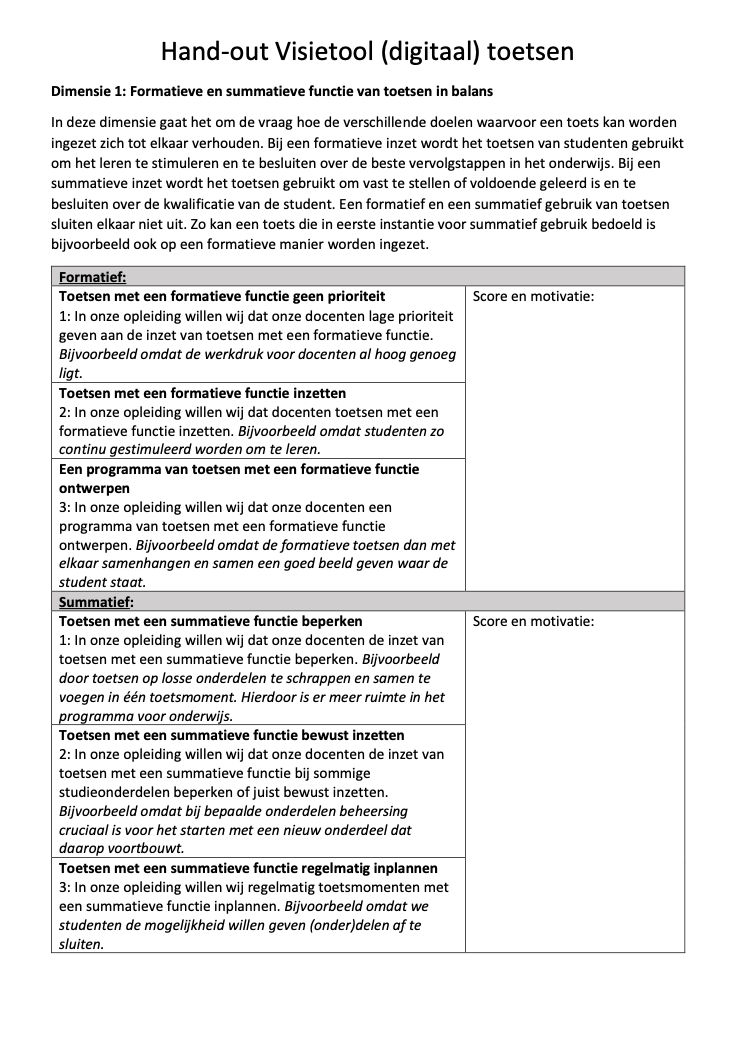 Hand-out Visietool (digitaal) toetsen
Dimensie 1: Formatieve en summatieve functie van toetsen in balans
In deze dimensie gaat het om de vraag hoe de verschillende doelen waarvoor een toets kan worden
ingezet zich tot elkaar verhouden. Bij een formatieve inzet wordt het toetsen van studenten gebruikt
om het leren te stimuleren en te besluiten over de beste vervolgstappen in het onderwijs. Bij een
summatieve inzet wordt het toetsen gebruikt om vast te stellen of voldoende geleerd is en te
besluiten over de kwalificatie van de student. Een formatief en een summatief gebruik van toetsen
sluiten elkaar niet uit. Zo kan een toets die in eerste instantie voor summatief gebruik bedoeld is
bijvoorbeeld ook op een formatieve manier worden ingezet.
Formatief:
Toetsen met een formatieve functie geen prioriteit
1: In onze opleiding willen wij dat onze docenten lage prioriteit
geven aan de inzet van toetsen met een formatieve functie.
Bijvoorbeeld omdat de werkdruk voor docenten al hoog genoeg
ligt.
Score en motivatie:
Toetsen met een formatieve functie inzetten
2: In onze opleiding willen wij dat docenten toetsen met een
formatieve functie inzetten. Bijvoorbeeld omdat studenten zo
continu gestimuleerd worden om te leren.
Een programma van toetsen met een formatieve functie
ontwerpen
3: In onze opleiding willen wij dat onze docenten een
programma van toetsen met een formatieve functie
ontwerpen. Bijvoorbeeld omdat de formatieve toetsen dan met
elkaar samenhangen en samen een goed beeld geven waar de
student staat.
Summatief:
Toetsen met een summatieve functie beperken
1: In onze opleiding willen wij dat onze docenten de inzet van
toetsen met een summatieve functie beperken. Bijvoorbeeld
door toetsen op losse onderdelen te schrappen en samen te
voegen in één toetsmoment. Hierdoor is er meer ruimte in het
programma voor onderwijs.
Score en motivatie:
Toetsen met een summatieve functie bewust inzetten
2: In onze opleiding willen wij dat onze docenten de inzet van
toetsen met een summatieve functie bij sommige
studieonderdelen beperken of juist bewust inzetten.
Bijvoorbeeld omdat bij bepaalde onderdelen beheersing
cruciaal is voor het starten met een nieuw onderdeel dat
daarop voortbouwt.
Toetsen met een summatieve functie regelmatig inplannen
3: In onze opleiding willen wij regelmatig toetsmomenten met
een summatieve functie inplannen. Bijvoorbeeld omdat we
studenten de mogelijkheid willen geven (onder)delen af te
sluiten.